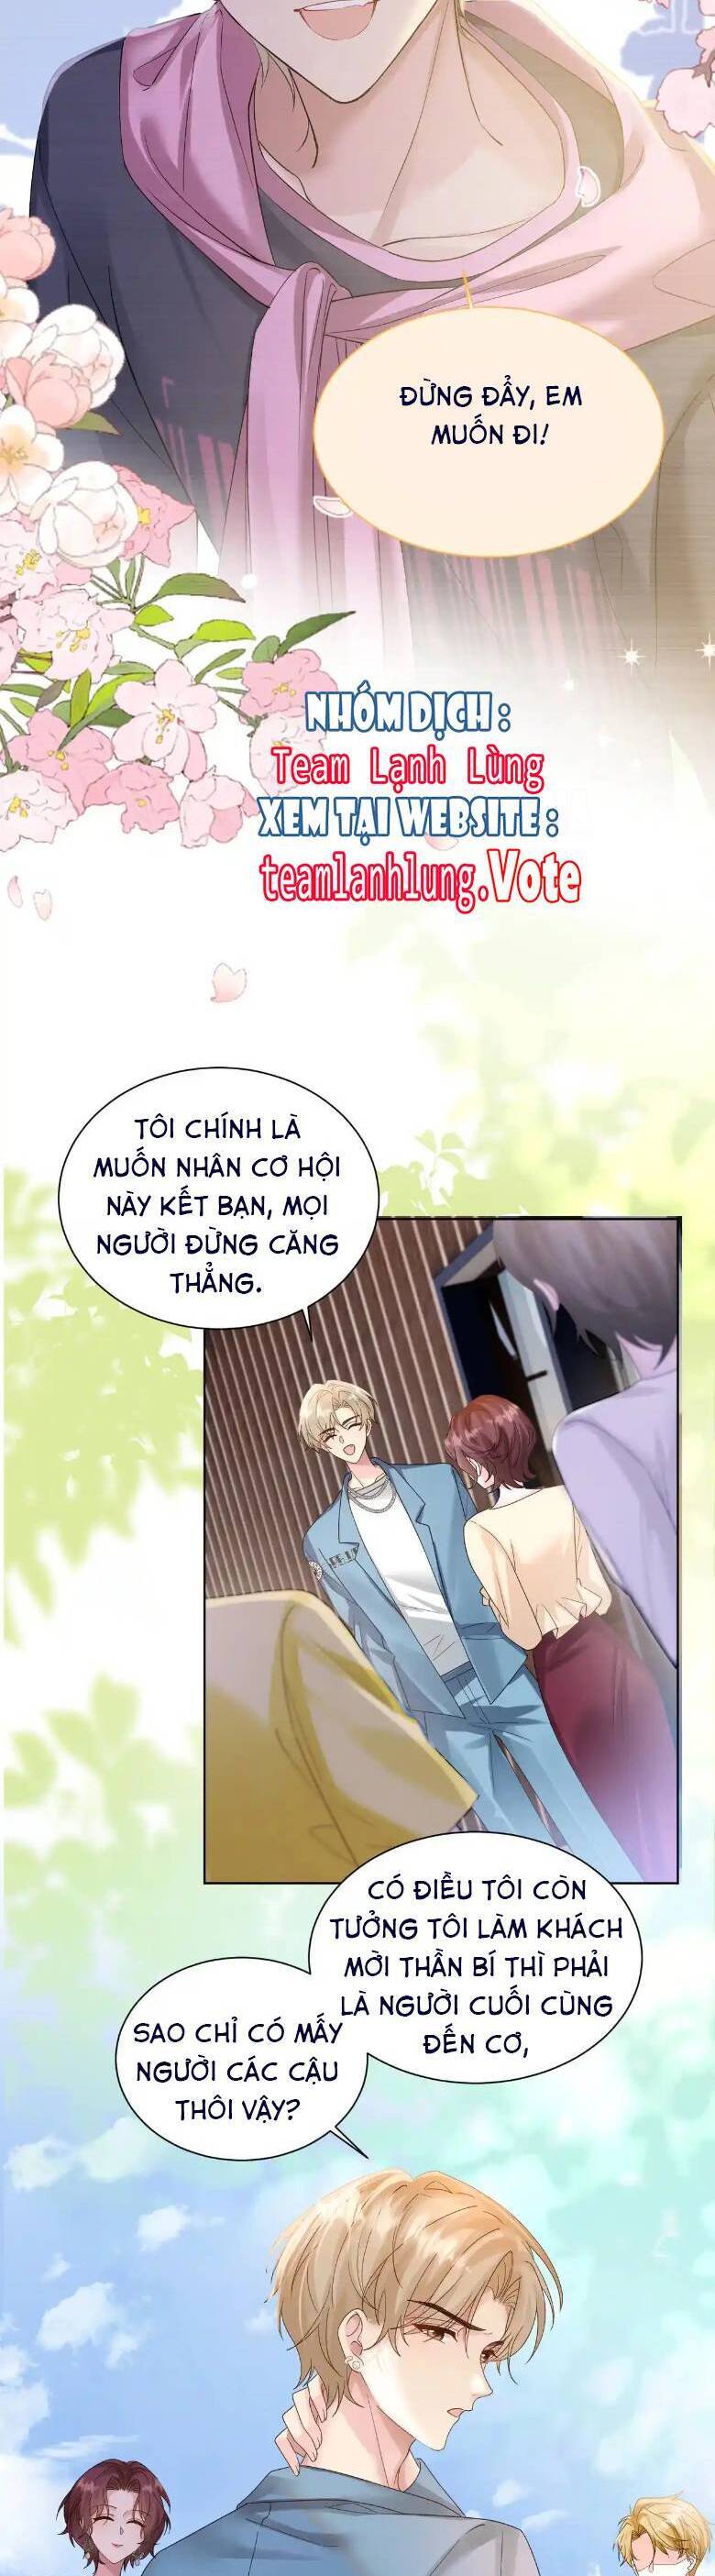 ĐỪNG ĐẨY, EM
MUỐN ĐI!
NHÓM DỊCH :
Team Lạnh Lùng
XEM TẠI WEBSITE :
teamlanhlung.Vote
TÔI CHÍNH LÀ
MUỐN NHÂN CƠ HỘI
NÀY KẾT BẠN, MỌI
NGƯỜI ĐỪNG CĂNG
THẲNG.
CÓ ĐIỀU TÔI CÒN
TƯỞNG TÔI LÀM KHÁCH
MỜI THẦN BÍ THÌ PHẢI
LÀ NGƯỜI CUỐI CÙNG
ĐẾN CƠ,
SAO CHỈ CÓ MẤY
NGƯỜI CÁC CẬU
THÔI VẬY?